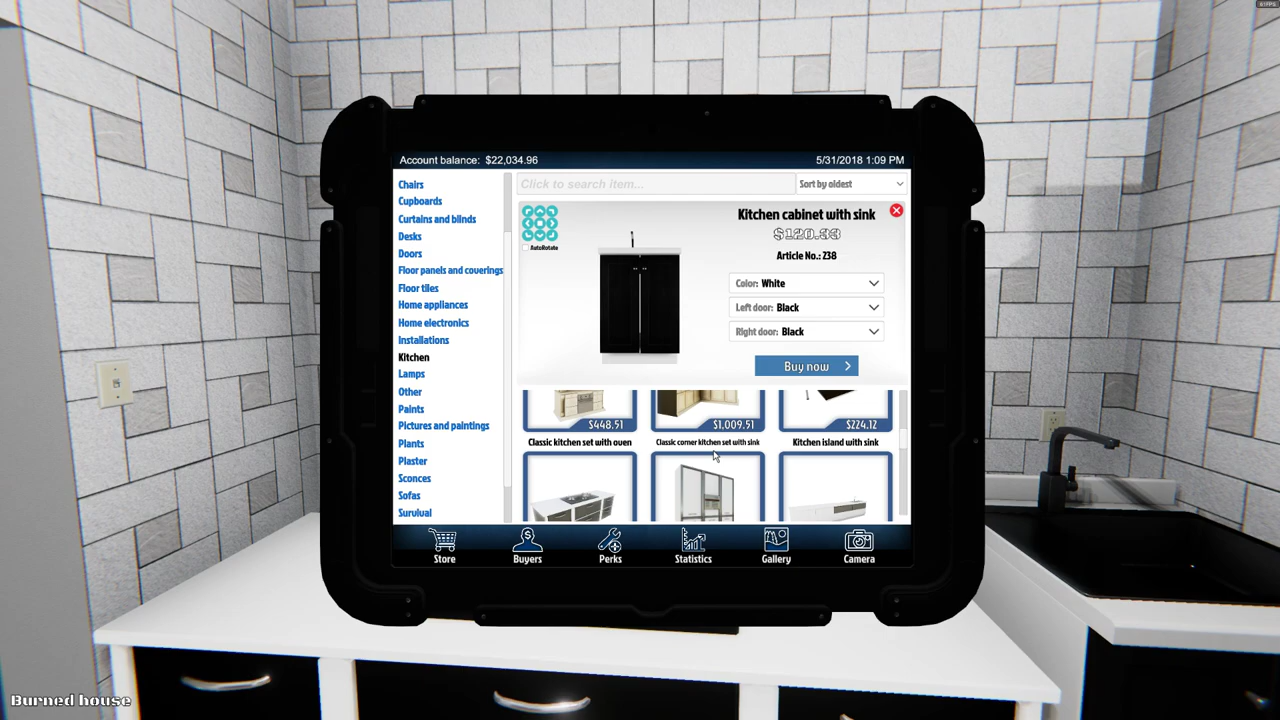 61FPS
Account balance: $22,034.96
5/31/2018 1:09 PM
Chairs
Cupboards
Curtains and blinds
Desks
Doors
Floor panels and coverings
Floor tiles
Home appliances
Home electronics
Installations
Kitchen
Lamps
Other
Paints
Pictures and paintings
Plants
Plaster
Sconces
Sofas
Survival
Click to search item...
Sort by oldest
AutoRotate
Kitchen cabinet with sink
$120.33
Article No.: Z38
Color: White
Left door: Black
Right door: Black
Buy now
$448.51
$1,009.51
$224.12
Classic kitchen set with oven
Classic corner kitchen set with sink
Kitchen island with sink
Store
Buyers
Perks
Statistics
Gallery
Camera
Burned house